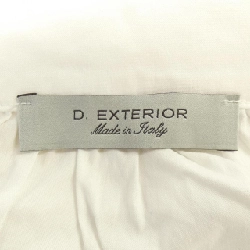 D. EXTERIOR
Made in Italy